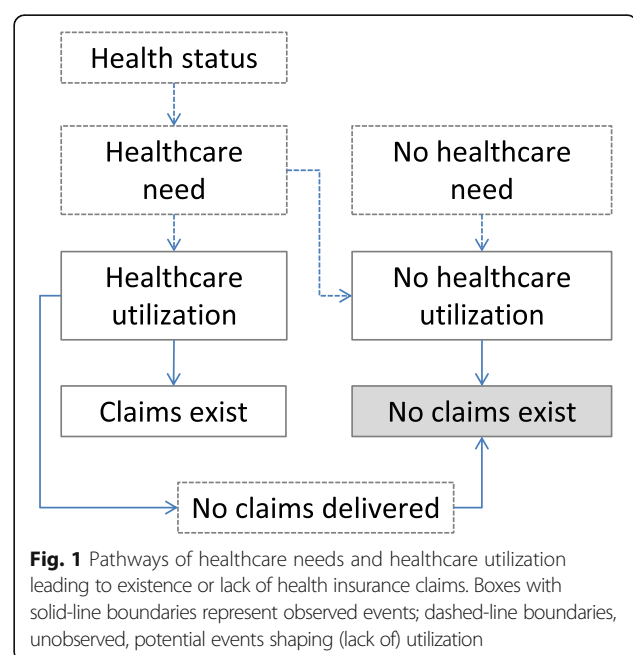 Health status
Healthcare
need
No healthcare
need
Healthcare
utilization
No healthcare
utilization
Claims exist
No claims exist
No claims delivered
Fig. 1 Pathways of healthcare needs and healthcare utilization
leading to existence or lack of health insurance claims. Boxes with
solid-line boundaries represent observed events; dashed-line boundaries,
unobserved, potential events shaping (lack of) utilization